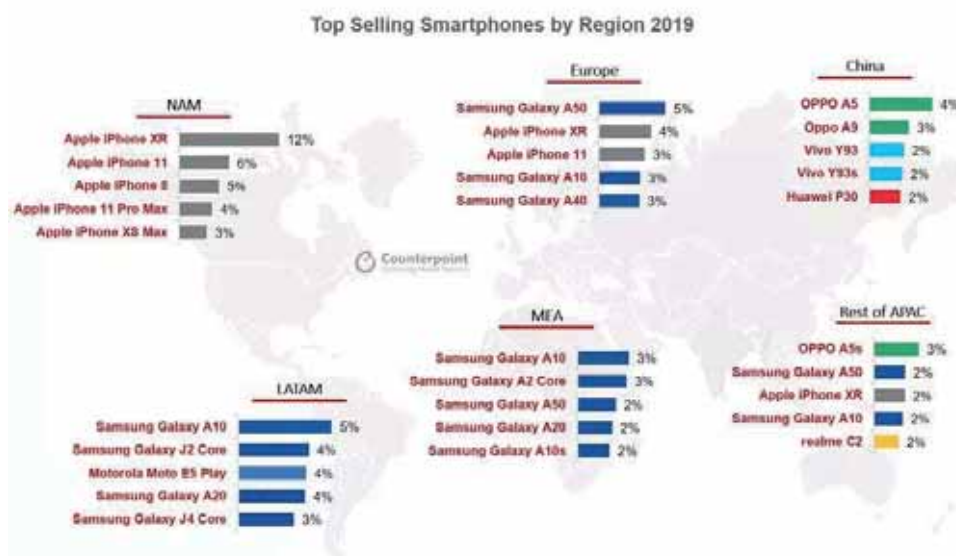 Top Selling Smartphones by Region 2019
NAM
Apple iPhone XR 12%
Apple iPhone 11 6%
Apple iPhone 8 5%
Apple iPhone 11 Pro Max 4%
Apple iPhone XS Max 3%
Europe
Samsung Galaxy A50 5%
Apple iPhone XR 4%
Apple iPhone 11 3%
Samsung Galaxy A10 3%
Samsung Galaxy A40 3%
China
OPPO A5 4%
Oppo A9 3%
Vivo Y93 2%
Vivo Y93s 2%
Huawei P30 2%
Counterpoint
LATAM
Samsung Galaxy A10 5%
Samsung Galaxy J2 Core 4%
Motorola Moto E5 Play 4%
Samsung Galaxy A20 4%
Samsung Galaxy J4 Core 3%
MEA
Samsung Galaxy A10 3%
Samsung Galaxy A2 Core 3%
Samsung Galaxy A50 2%
Samsung Galaxy A20 2%
Samsung Galaxy A10s 2%
Rest of APAC
OPPO A5s 3%
Samsung Galaxy A50 2%
Apple iPhone XR 2%
Samsung Galaxy A10 2%
realme C2 2%